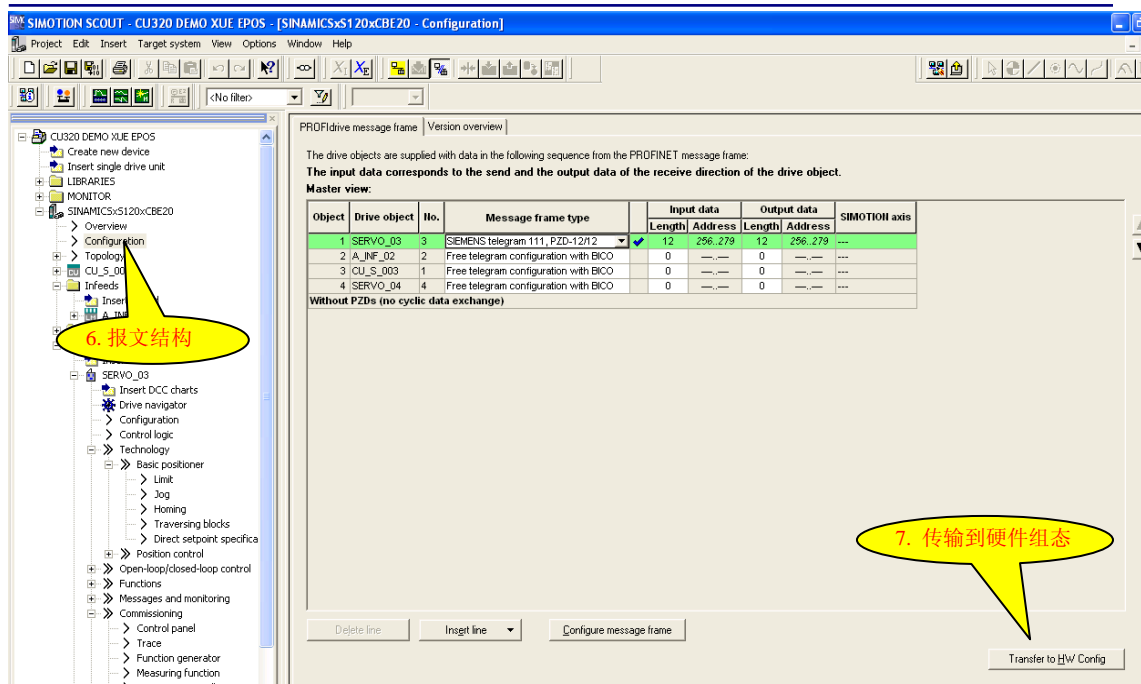 SIMOTION SCOUT - CU320 DEMO XUE EPOS - [SINAMICSxS120xCBE20 - Configuration]
Project Edit Insert Target system View Options Window Help
<No filter>
CU320 DEMO XUE EPOS
Create new device
Insert single drive unit
LIBRARIES
MONITOR
SINAMICSxS120xCBE20
Overview
Configuration
Topology
CU_S_00
Infeeds
Inser
A_IN
6. 报文结构
SERVO_03
Insert DCC charts
Drive navigator
Configuration
Control logic
Technology
Basic positioner
Limit
Jog
Homing
Traversing blocks
Direct setpoint specifica
Position control
Open-loop/closed-loop control
Functions
Messages and monitoring
Commissioning
Control panel
Trace
Function generator
Measuring function
PROFIdrive message frame Version overview
The drive objects are supplied with data in the following sequence from the PROFINET message frame:
The input data corresponds to the send and the output data of the receive direction of the drive object.
Master view:
Object Drive object No. Message frame type Input data Output data SIMOTION axis
Length Address Length Address
1 SERVO_03 3 SIEMENS telegram 111, PZD-12/12 12 256..279 12 256..279 ---
2 A_INF_02 2 Free telegram configuration with BICO 0 ---..--- 0 ---..--- ---
3 CU_S_003 1 Free telegram configuration with BICO 0 ---..--- 0 ---..--- ---
4 SERVO_04 4 Free telegram configuration with BICO 0 ---..--- 0 ---..--- ---
Without PZDs (no cyclic data exchange)
7. 传输到硬件组态
Delete line Insert line Configure message frame
Transfer to HW Config